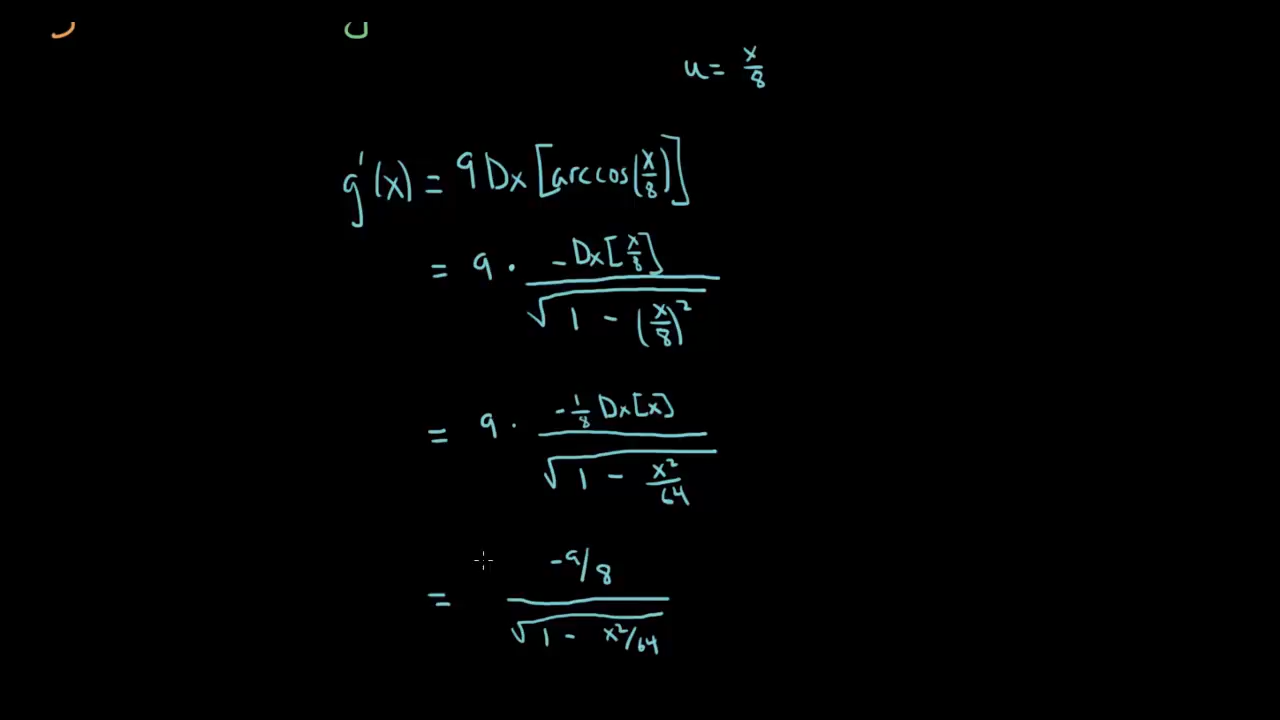 u = x/8
g'(x) = 9 Dx [arccos(x/8)]
= 9 · -Dx[x/8] / √(1 - (x/8)²)
= 9 · -1/8 Dx[x] / √(1 - x²/64)
= -9/8 / √(1 - x²/64)